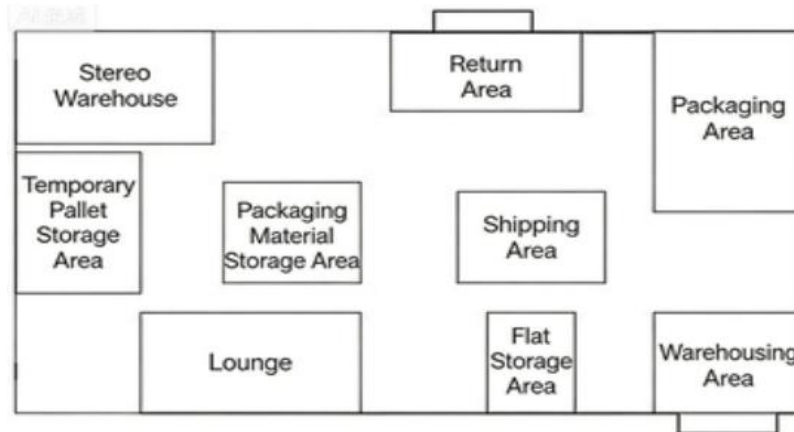 Stereo
Warehouse
Return
Area
Packaging
Area
Temporary
Pallet
Storage
Area
Packaging
Material
Storage Area
Shipping
Area
Lounge
Flat
Storage
Area
Warehousing
Area